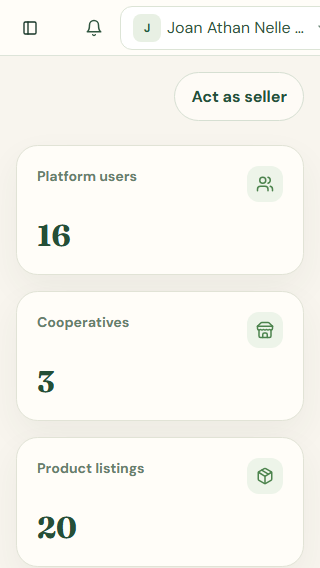 J Joan Athan Nelle ...
Act as seller
Platform users
16
Cooperatives
3
Product listings
20